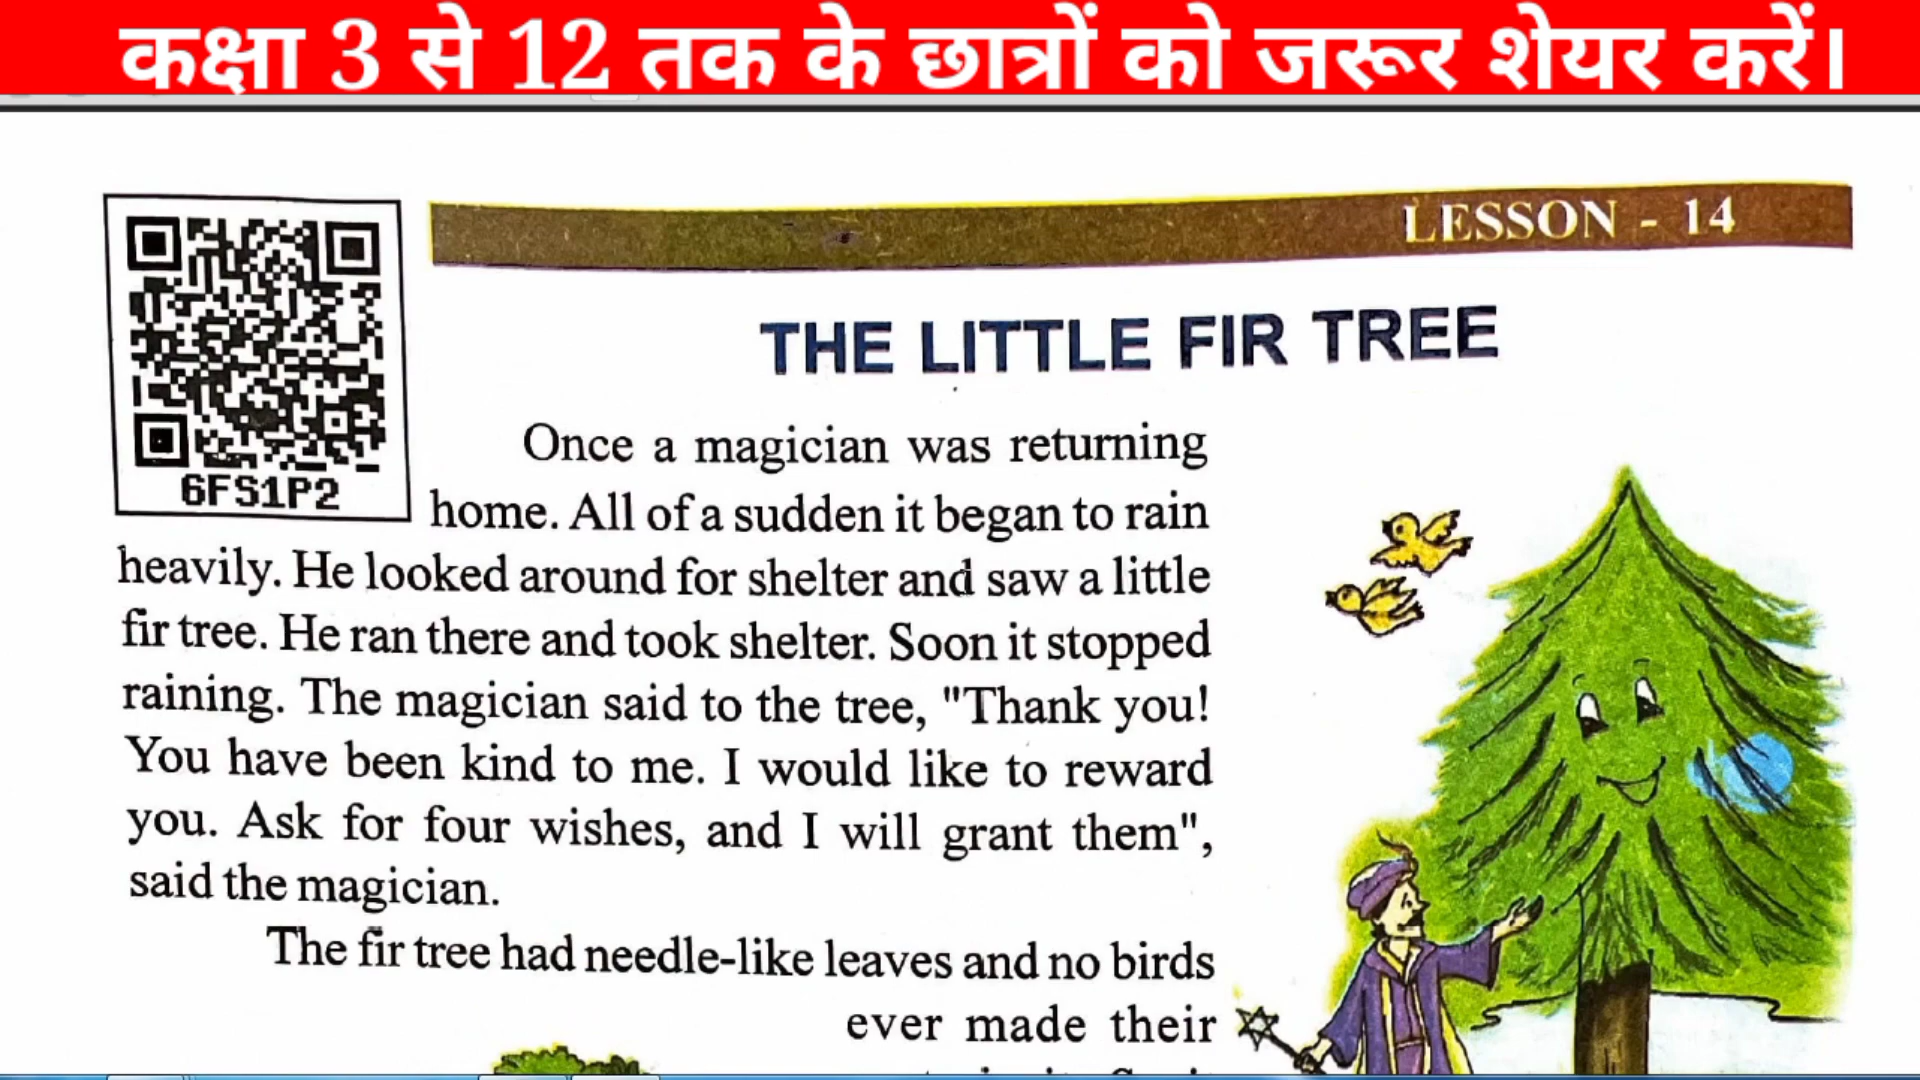 कक्षा 3 से 12 तक के छात्रों को जरूर शेयर करें।
LESSON - 14
THE LITTLE FIR TREE
6FS1P2
Once a magician was returning
home. All of a sudden it began to rain
heavily. He looked around for shelter and saw a little
fir tree. He ran there and took shelter. Soon it stopped
raining. The magician said to the tree, "Thank you!
You have been kind to me. I would like to reward
you. Ask for four wishes, and I will grant them",
said the magician.
The fir tree had needle-like leaves and no birds
ever made their